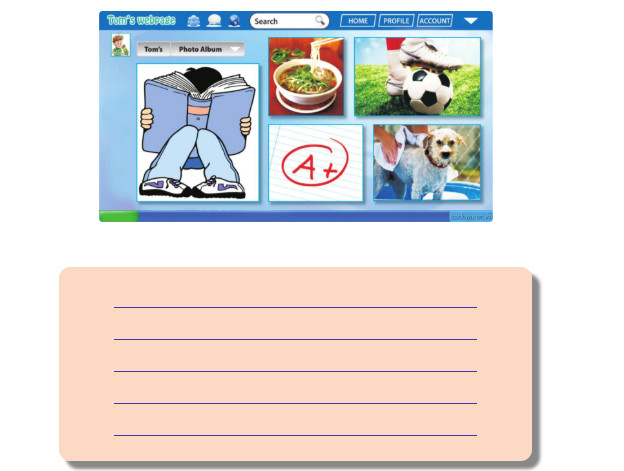 Tom's webpage
Search
HOME PROFILE ACCOUNT
Tom's Photo Album
A+